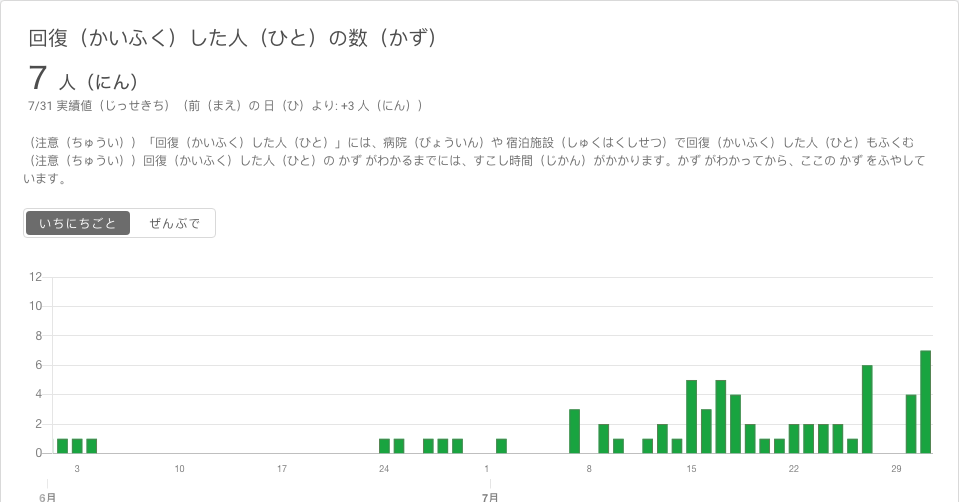 回復（かいふく）した人（ひと）の数（かず）
7 人（にん）
7/31 実績値（じっせきち）（前（まえ）の 日（ひ）より: +3 人（にん））
（注意（ちゅうい））「回復（かいふく）した人（ひと）」には、病院（びょういん）や 宿泊施設（しゅくはくしせつ）で回復（かいふく）した人（ひと）もふくむ
（注意（ちゅうい））回復（かいふく）した人（ひと）の かず がわかるまでには、すこし時間（じかん）がかかります。かず がわかってから、ここの かず をふやして
います。
いちにちごと ぜんぶで
12
10
8
6
4
2
0
3 10 17 24 1 8 15 22 29
6月 7月